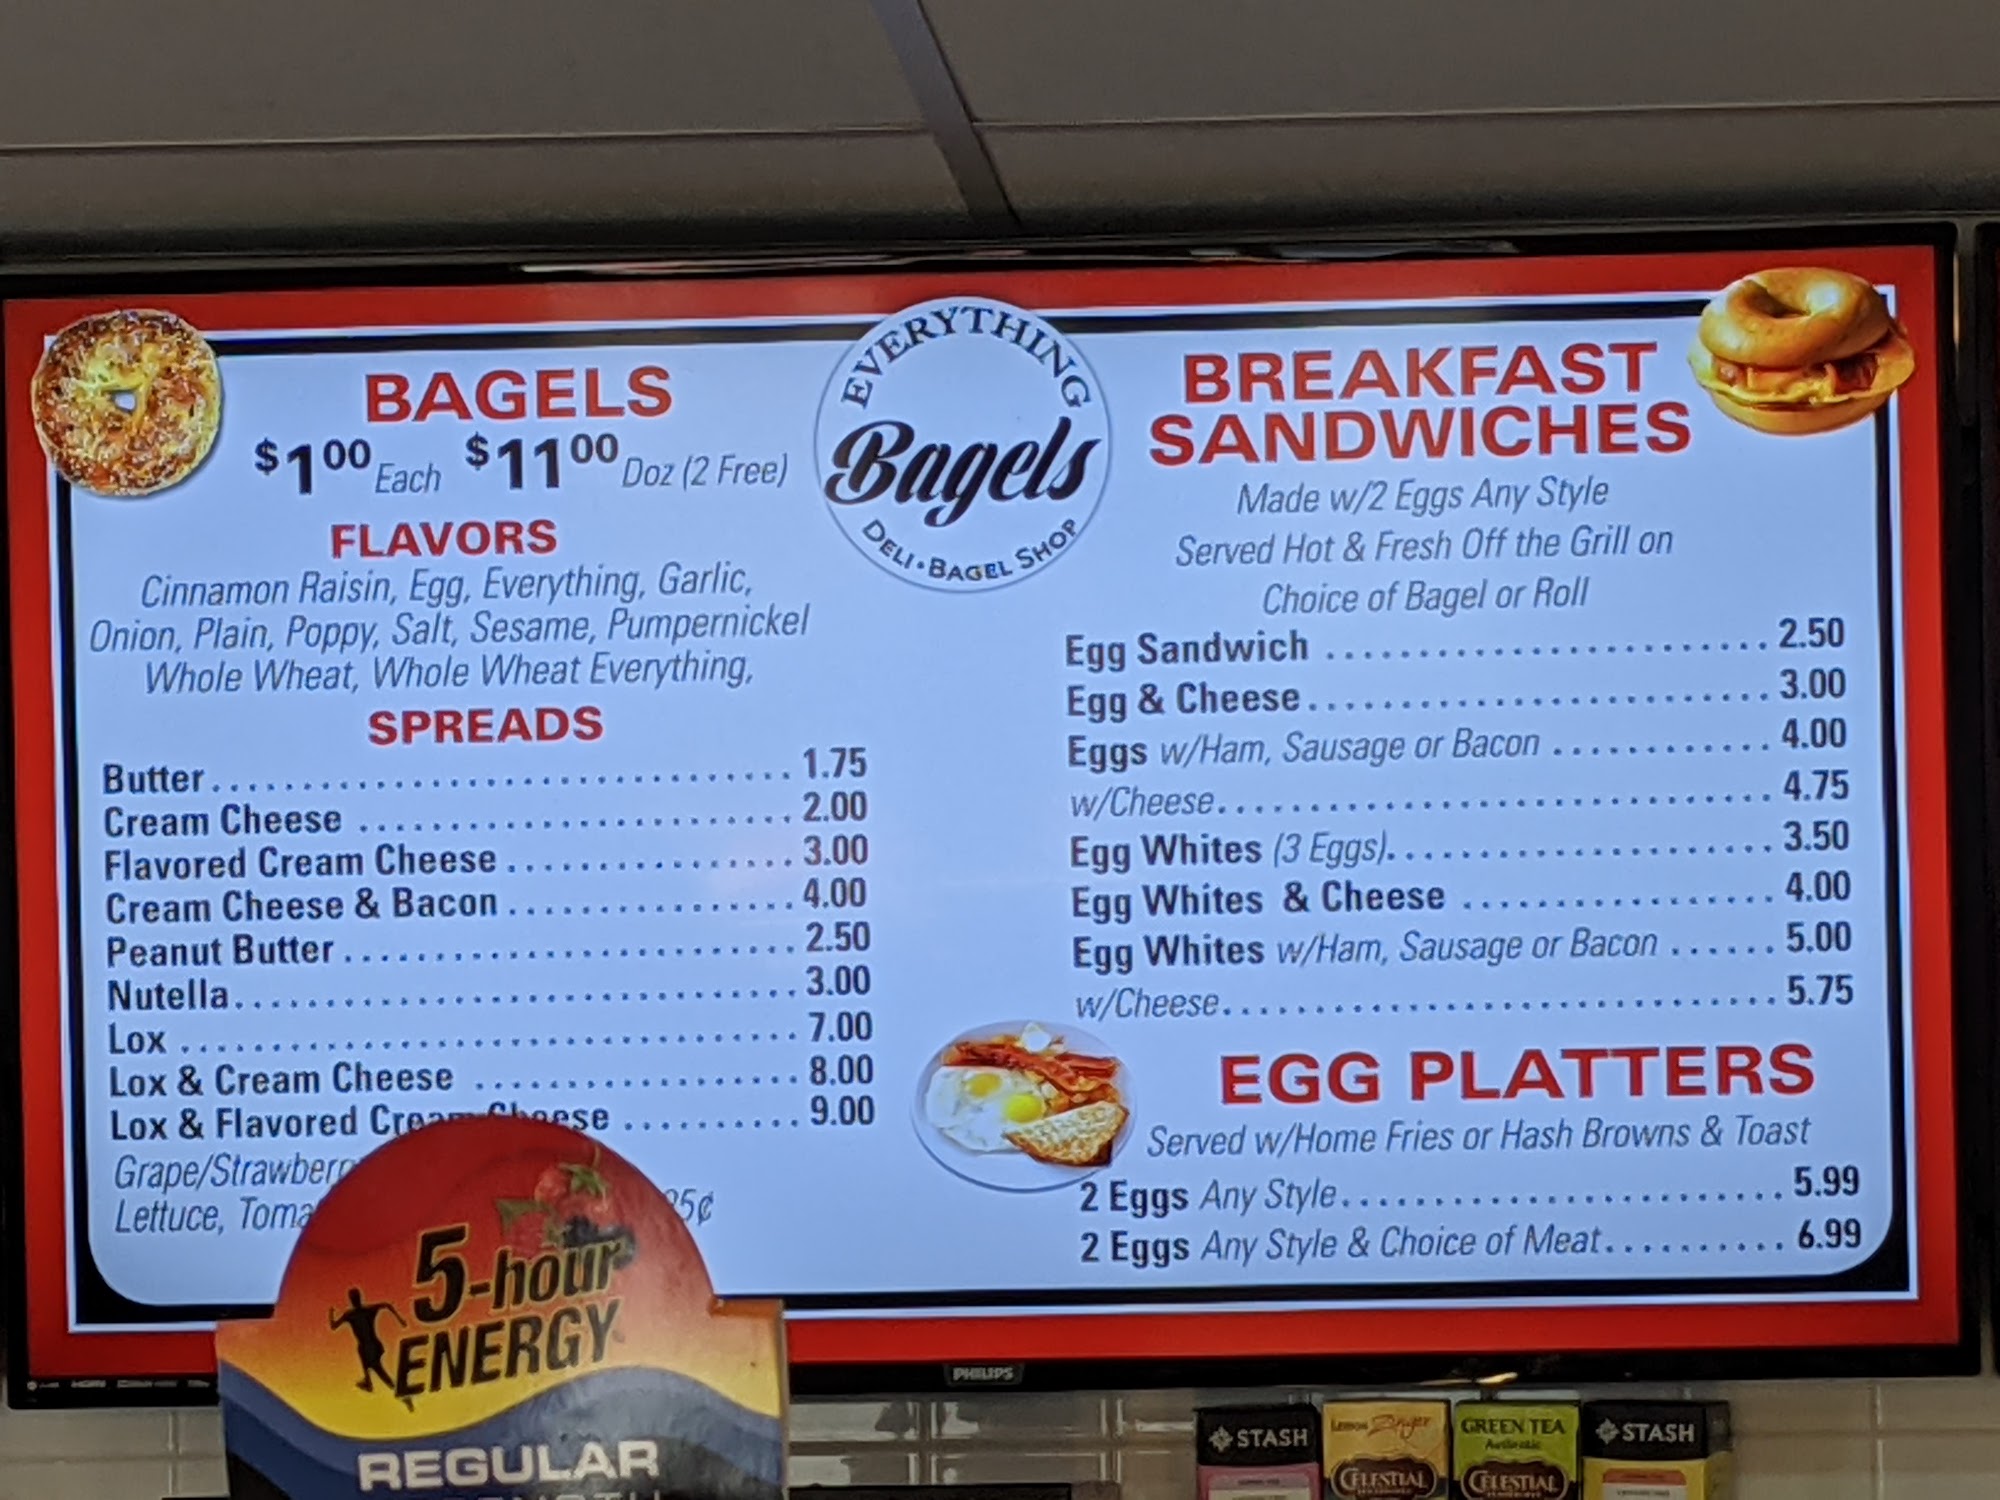 EVERYTHING
Bagels
DELI • BAGEL SHOP
BAGELS
$1.00 Each $11.00 Doz (2 Free)
FLAVORS
Cinnamon Raisin, Egg, Everything, Garlic,
Onion, Plain, Poppy, Salt, Sesame, Pumpernickel
Whole Wheat, Whole Wheat Everything,
SPREADS
Butter 1.75
Cream Cheese 2.00
Flavored Cream Cheese 3.00
Cream Cheese & Bacon 4.00
Peanut Butter 2.50
Nutella 3.00
Lox 7.00
Lox & Cream Cheese 8.00
Lox & Flavored Cream Cheese 9.00
Lettuce,
BREAKFAST
SANDWICHES
Made w/2 Eggs Any Style
Served Hot & Fresh Off the Grill on
Choice of Bagel or Roll
Egg Sandwich 2.50
Egg & Cheese 3.00
Eggs w/Ham, Sausage or Bacon 4.00
w/Cheese 4.75
Egg Whites (3 Eggs) 3.50
Egg Whites & Cheese 4.00
Egg Whites w/Ham, Sausage or Bacon 5.00
w/Cheese 5.75
EGG PLATTERS
Served w/Home Fries or Hash Browns & Toast
2 Eggs Any Style 5.99
2 Eggs Any Style & Choice of Meat 6.99
PHILIPS
5-hour
ENERGY
REGULAR
STASH
Lemon Zinger
CELESTIAL
GREEN TEA
Authentic
CELESTIAL
STASH